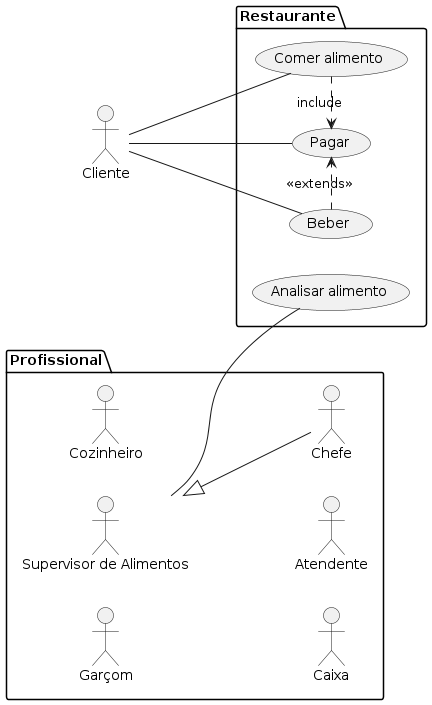 Restaurante
Comer alimento
include
Cliente
Pagar
«extends»
Beber
Analisar alimento
Profissional
Cozinheiro
Chefe
Supervisor de Alimentos
Atendente
Garçom
Caixa